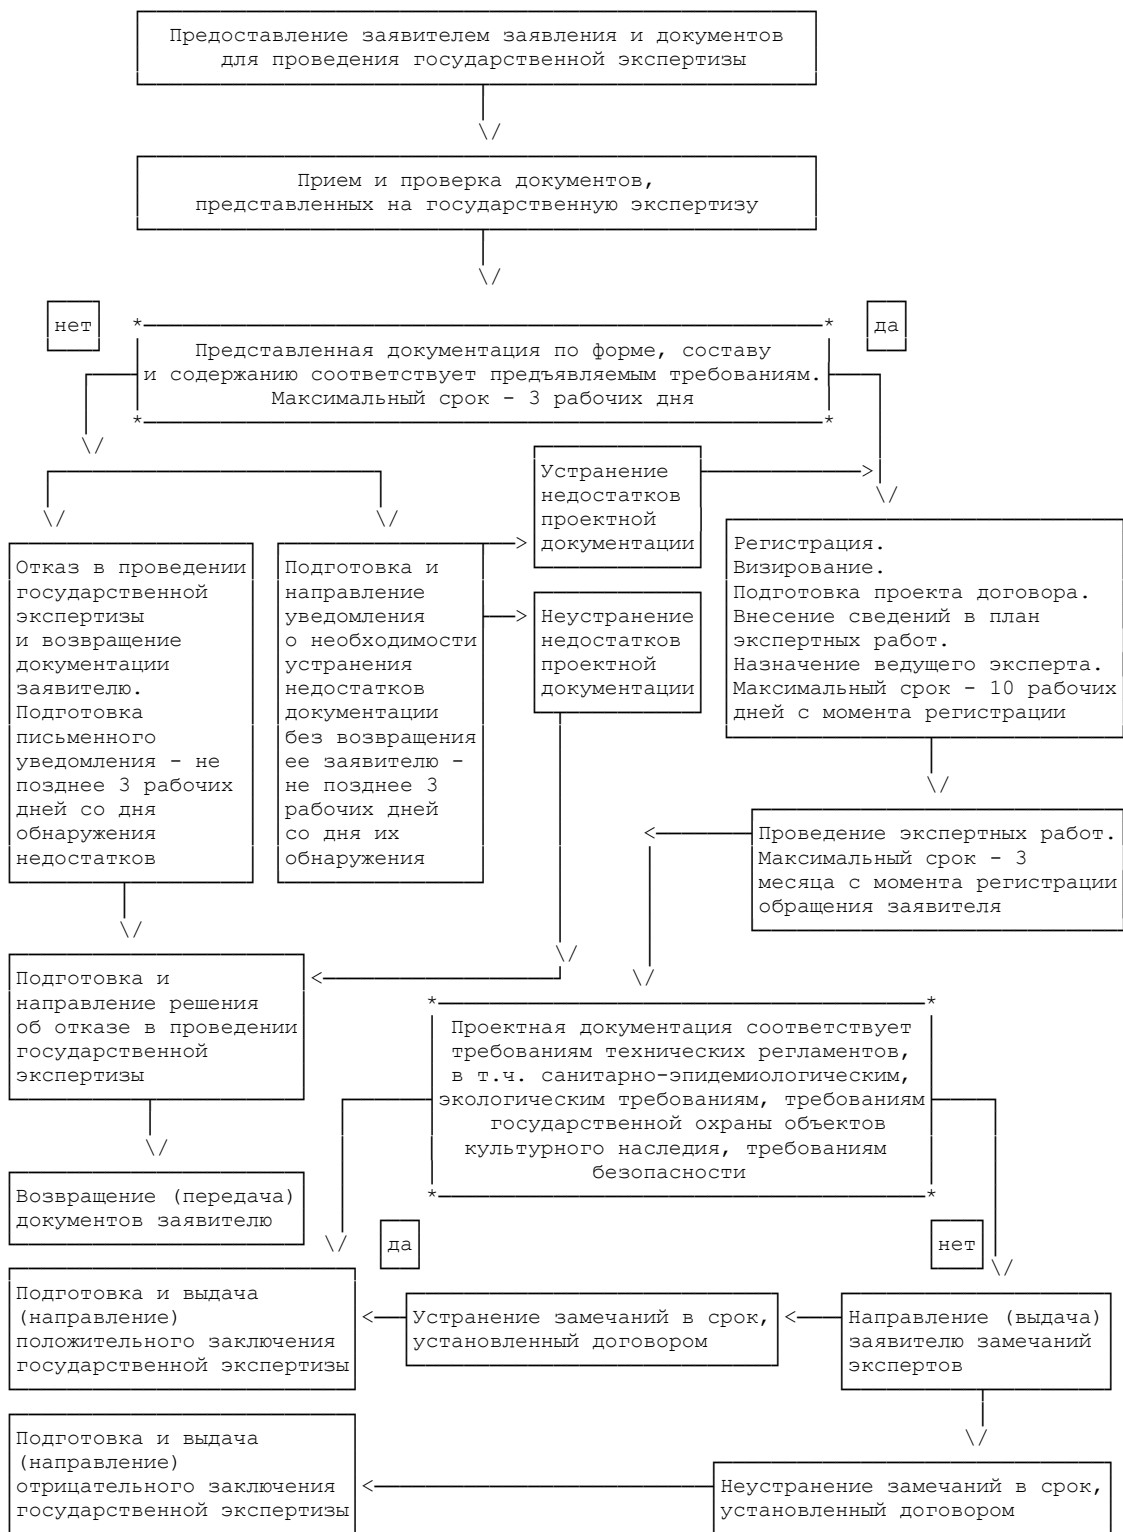 Предоставление заявителем заявления и документов
для проведения государственной экспертизы
Прием и проверка документов,
представленных на государственную экспертизу
нет
да
Представленная документация по форме, составу
и содержанию соответствует предъявляемым требованиям.
Максимальный срок - 3 рабочих дня
Устранение
недостатков
проектной
документации
Отказ в проведении
государственной
экспертизы
и возвращение
документации
заявителю.
Подготовка
письменного
уведомления - не
позднее 3 рабочих
дней со дня
обнаружения
недостатков
Подготовка и
направление
уведомления
о необходимости
устранения
недостатков
документации
без возвращения
ее заявителю -
не позднее 3
рабочих дней
со дня их
обнаружения
Неустранение
недостатков
проектной
документации
Регистрация.
Визирование.
Подготовка проекта договора.
Внесение сведений в план
экспертных работ.
Назначение ведущего эксперта.
Максимальный срок - 10 рабочих
дней с момента регистрации
Проведение экспертных работ.
Максимальный срок - 3
месяца с момента регистрации
обращения заявителя
Подготовка и
направление решения
об отказе в проведении
государственной
экспертизы
Проектная документация соответствует
требованиям технических регламентов,
в т.ч. санитарно-эпидемиологическим,
экологическим требованиям, требованиям
государственной охраны объектов
культурного наследия, требованиям
безопасности
Возвращение (передача)
документов заявителю
да
нет
Подготовка и выдача
(направление)
положительного заключения
государственной экспертизы
Устранение замечаний в срок,
установленный договором
Направление (выдача)
заявителю замечаний
экспертов
Подготовка и выдача
(направление)
отрицательного заключения
государственной экспертизы
Неустранение замечаний в срок,
установленный договором